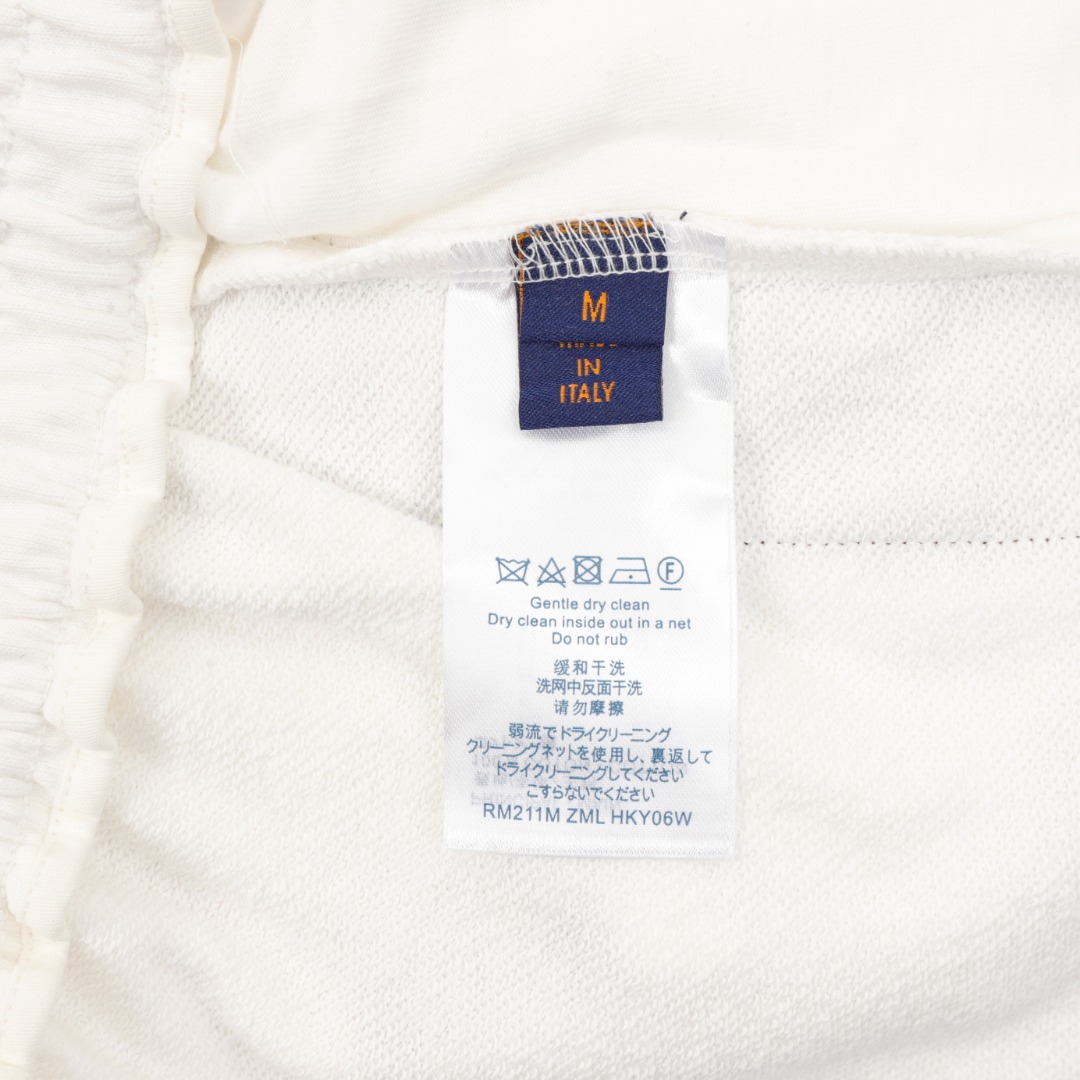 M
IN
ITALY
F
Gentle dry clean
Dry clean inside out in a net
Do not rub
缓和干洗
洗网中反面干洗
请勿摩擦
弱流でドライクリーニング
クリーニングネットを使用し、裏返して
ドライクリーニングしてください
こすらないでください
RM211M ZML HKY06W